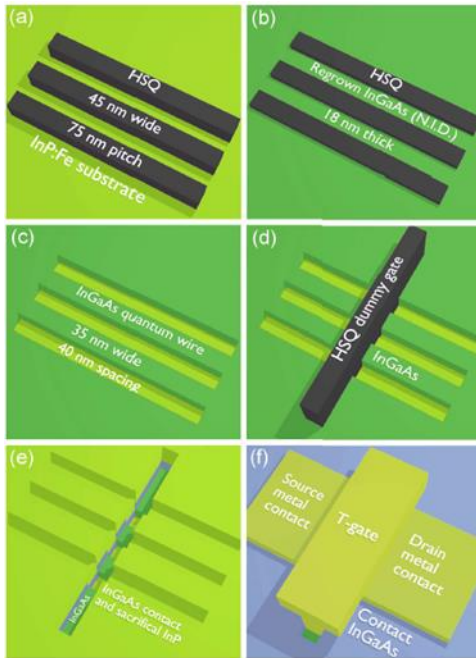 (a)
HSQ
45 nm wide
75 nm pitch
InP:Fe substrate
(b)
HSQ
Regrown InGaAs (N.I.D.)
18 nm thick
(c)
InGaAs quantum wire
35 nm wide
40 nm spacing
(d)
HSQ dummy gate
InGaAs
(e)
InGaAs
InGaAs contact
and sacrifical InP
(f)
Source
metal
contact
T-gate
Drain
metal
contact
Contact
InGaAs